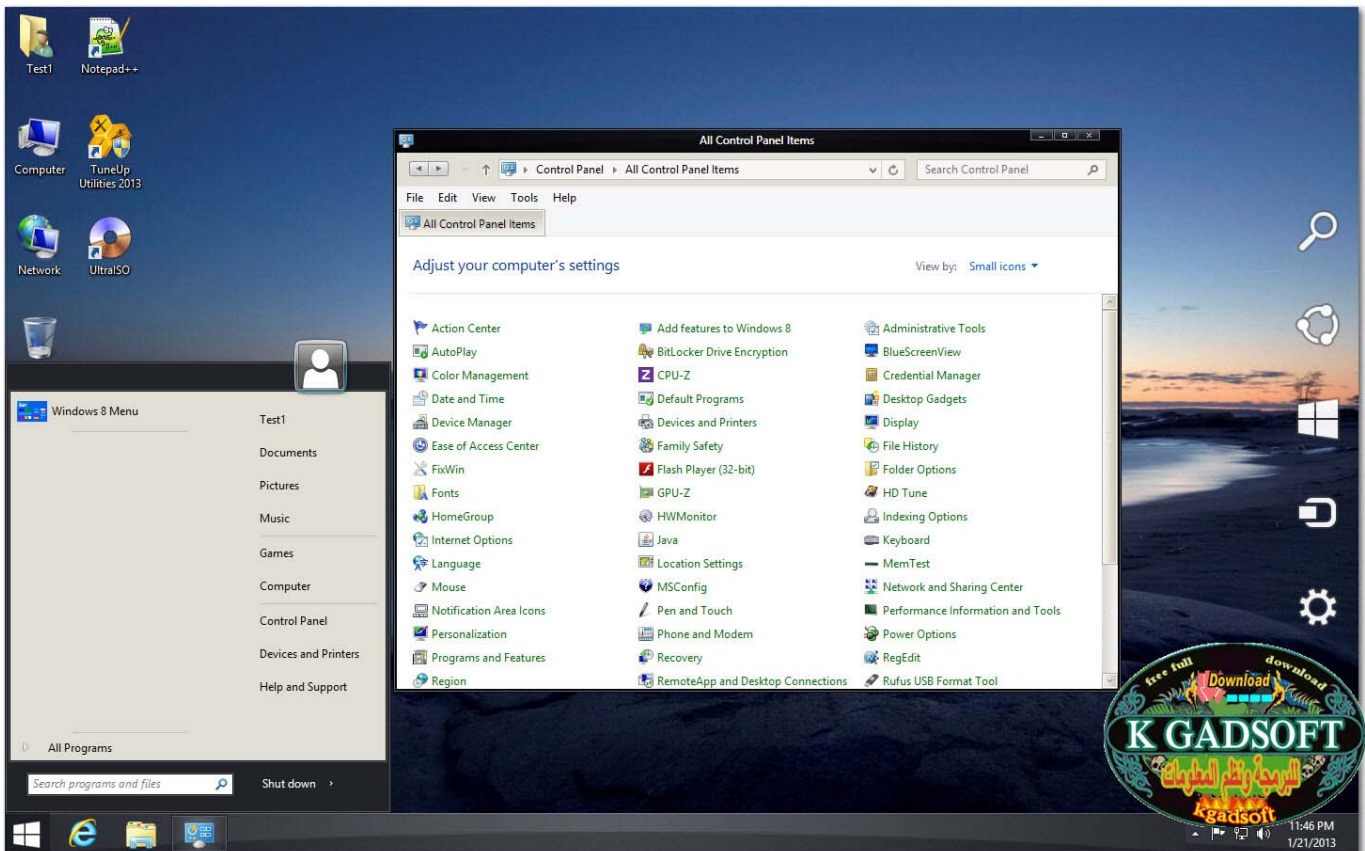 Test1
Notepad++
Computer
TuneUp
Utilities 2013
Network
UltraISO
All Control Panel Items
Control Panel
All Control Panel Items
Search Control Panel
File Edit View Tools Help
All Control Panel Items
Adjust your computer's settings
View by: Small icons
Action Center
Add features to Windows 8
Administrative Tools
AutoPlay
BitLocker Drive Encryption
BlueScreenView
Color Management
CPU-Z
Credential Manager
Date and Time
Default Programs
Desktop Gadgets
Device Manager
Devices and Printers
Display
Ease of Access Center
Family Safety
File History
FixWin
Flash Player (32-bit)
Folder Options
Fonts
GPU-Z
HD Tune
HomeGroup
HWMonitor
Indexing Options
Internet Options
Java
Keyboard
Language
Location Settings
MemTest
Mouse
MSConfig
Network and Sharing Center
Notification Area Icons
Pen and Touch
Performance Information and Tools
Personalization
Phone and Modem
Power Options
Programs and Features
Recovery
RegEdit
Region
RemoteApp and Desktop Connections
Rufus USB Format Tool
Windows 8 Menu
Test1
Documents
Pictures
Music
Games
Computer
Control Panel
Devices and Printers
Help and Support
All Programs
Search programs and files
Shut down
free full download
Download
K GADSOFT
للبرمجة ونظم المعلومات
Kgadsoft
11:46 PM
1/21/2013